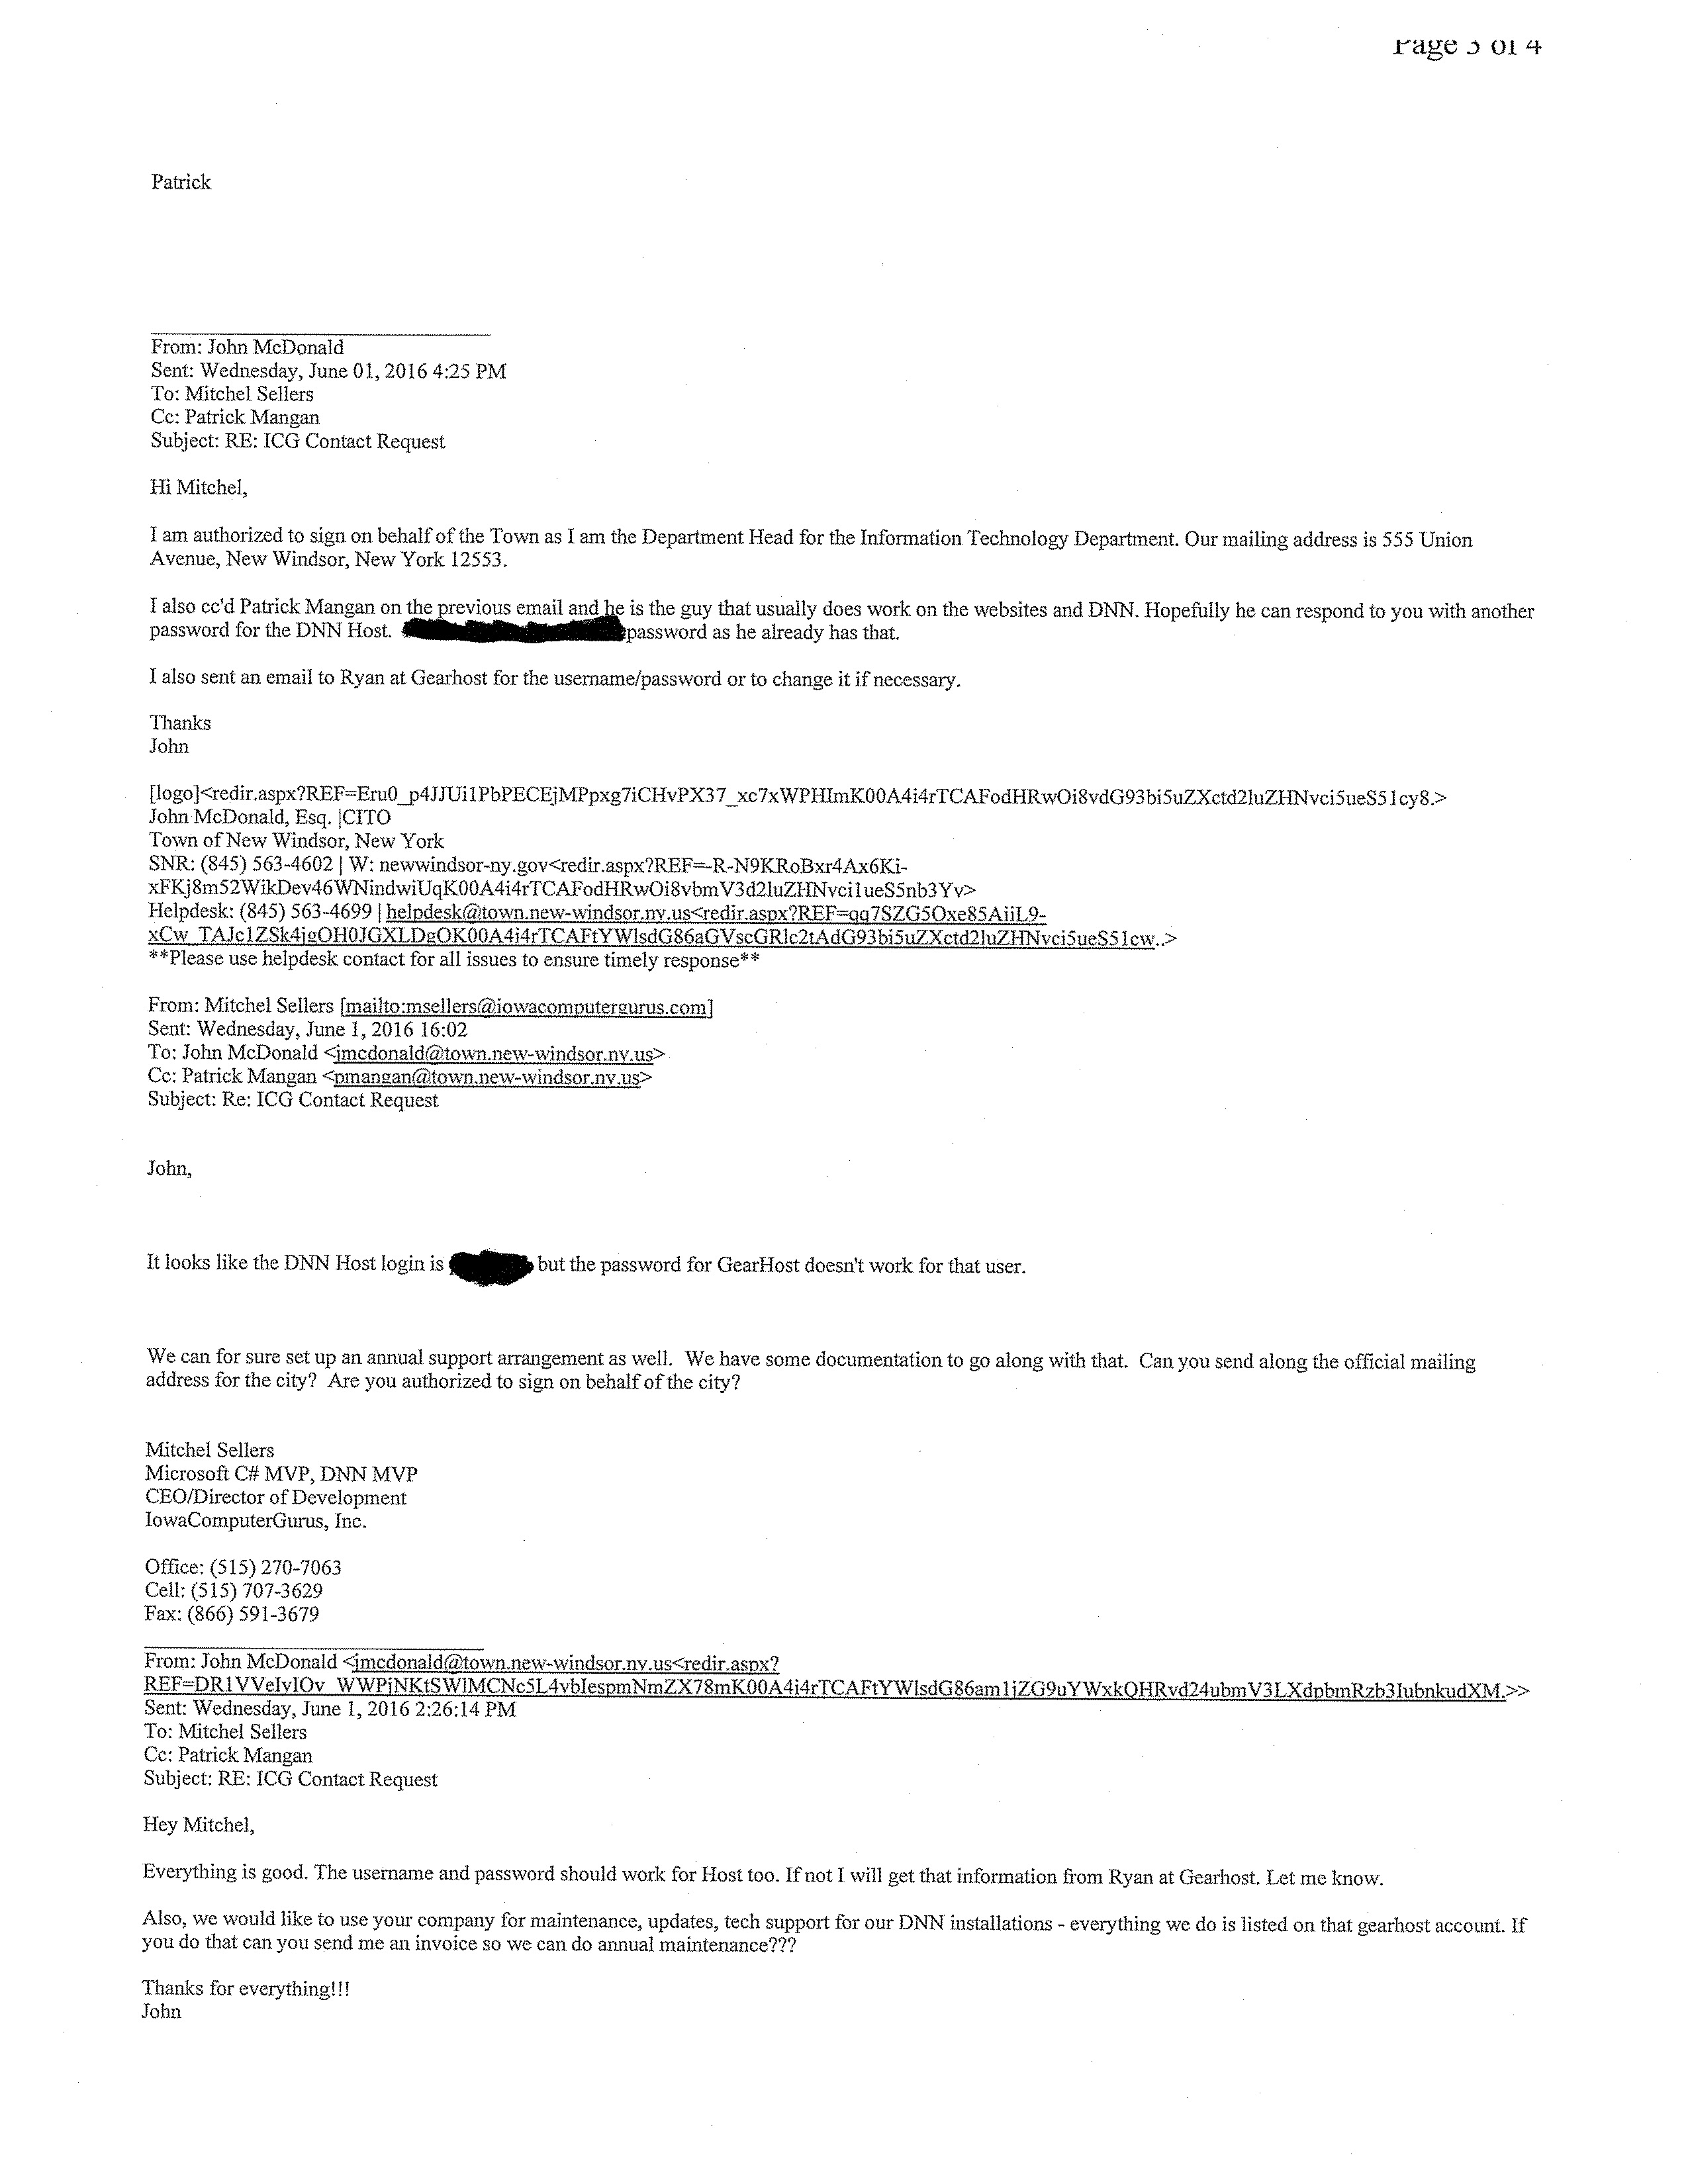 Page 3 of 4
Patrick
From: John McDonald
Sent: Wednesday, June 01, 2016 4:25 PM
To: Mitchel Sellers
Cc: Patrick Mangan
Subject: RE: ICG Contact Request
Hi Mitchel,
I am authorized to sign on behalf of the Town as I am the Department Head for the Information Technology Department. Our mailing address is 555 Union
Avenue, New Windsor, New York 12553.
I also cc'd Patrick Mangan on the previous email and he is the guy that usually does work on the websites and DNN. Hopefully he can respond to you with another
password for the DNN Host. password as he already has that.
I also sent an email to Ryan at Gearhost for the username/password or to change it if necessary.
Thanks
John
[logo]<redir.aspx?REF=Eru0_p4JJUi1PbPECEjMPpxg7iCHvPX37_xc7xWPHImK00A4i4rTCAFodHRwOi8vdG93bi5uZXctd2luZHNvci5ueS51cy8.>
John McDonald, Esq. |CITO
Town of New Windsor, New York
SNR: (845) 563-4602 | W: newwindsor-ny.gov<redir.aspx?REF=-R-N9KRoBxr4Ax6Ki-
xFKj8m52WikDev46WNindwiUqK00A4i4rTCAFodHRwOi8vbmV3d2luZHNvci1ueS5nb3Yv>
Helpdesk: (845) 563-4699 | helpdesk@town.new-windsor.ny.us<redir.aspx?REF=qq7SZG5Oxe85AiiL9-
xCw_TAJc1ZSk4jgOH0JGXLDgOK00A4i4rTCAFtYWlsdG86aGVscGRlc2tAdG93bi5uZXctd2luZHNvci5ueS51cw..>
**Please use helpdesk contact for all issues to ensure timely response**
From: Mitchel Sellers [mailto:msellers@iowacomputergurus.com]
Sent: Wednesday, June 1, 2016 16:02
To: John McDonald <jmcdonald@town.new-windsor.ny.us>
Cc: Patrick Mangan <pmangan@town.new-windsor.ny.us>
Subject: Re: ICG Contact Request
John,
It looks like the DNN Host login is but the password for GearHost doesn't work for that user.
We can for sure set up an annual support arrangement as well. We have some documentation to go along with that. Can you send along the official mailing
address for the city? Are you authorized to sign on behalf of the city?
Mitchel Sellers
Microsoft C# MVP, DNN MVP
CEO/Director of Development
IowaComputerGurus, Inc.
Office: (515) 270-7063
Cell: (515) 707-3629
Fax: (866) 591-3679
From: John McDonald <jmcdonald@town.new-windsor.ny.us<redir.aspx?
REF=DR1VVeIvIOv_WWPjNKtSWlMCNc5L4vbIespmNmZX78mK00A4i4rTCAFtYWlsdG86am1jZG9uYWxkQHRvd24ubmV3LXdpbmRzb3IubnkudXM.>>
Sent: Wednesday, June 1, 2016 2:26:14 PM
To: Mitchel Sellers
Cc: Patrick Mangan
Subject: RE: ICG Contact Request
Hey Mitchel,
Everything is good. The username and password should work for Host too. If not I will get that information from Ryan at Gearhost. Let me know.
Also, we would like to use your company for maintenance, updates, tech support for our DNN installations - everything we do is listed on that gearhost account. If
you do that can you send me an invoice so we can do annual maintenance???
Thanks for everything!!!
John